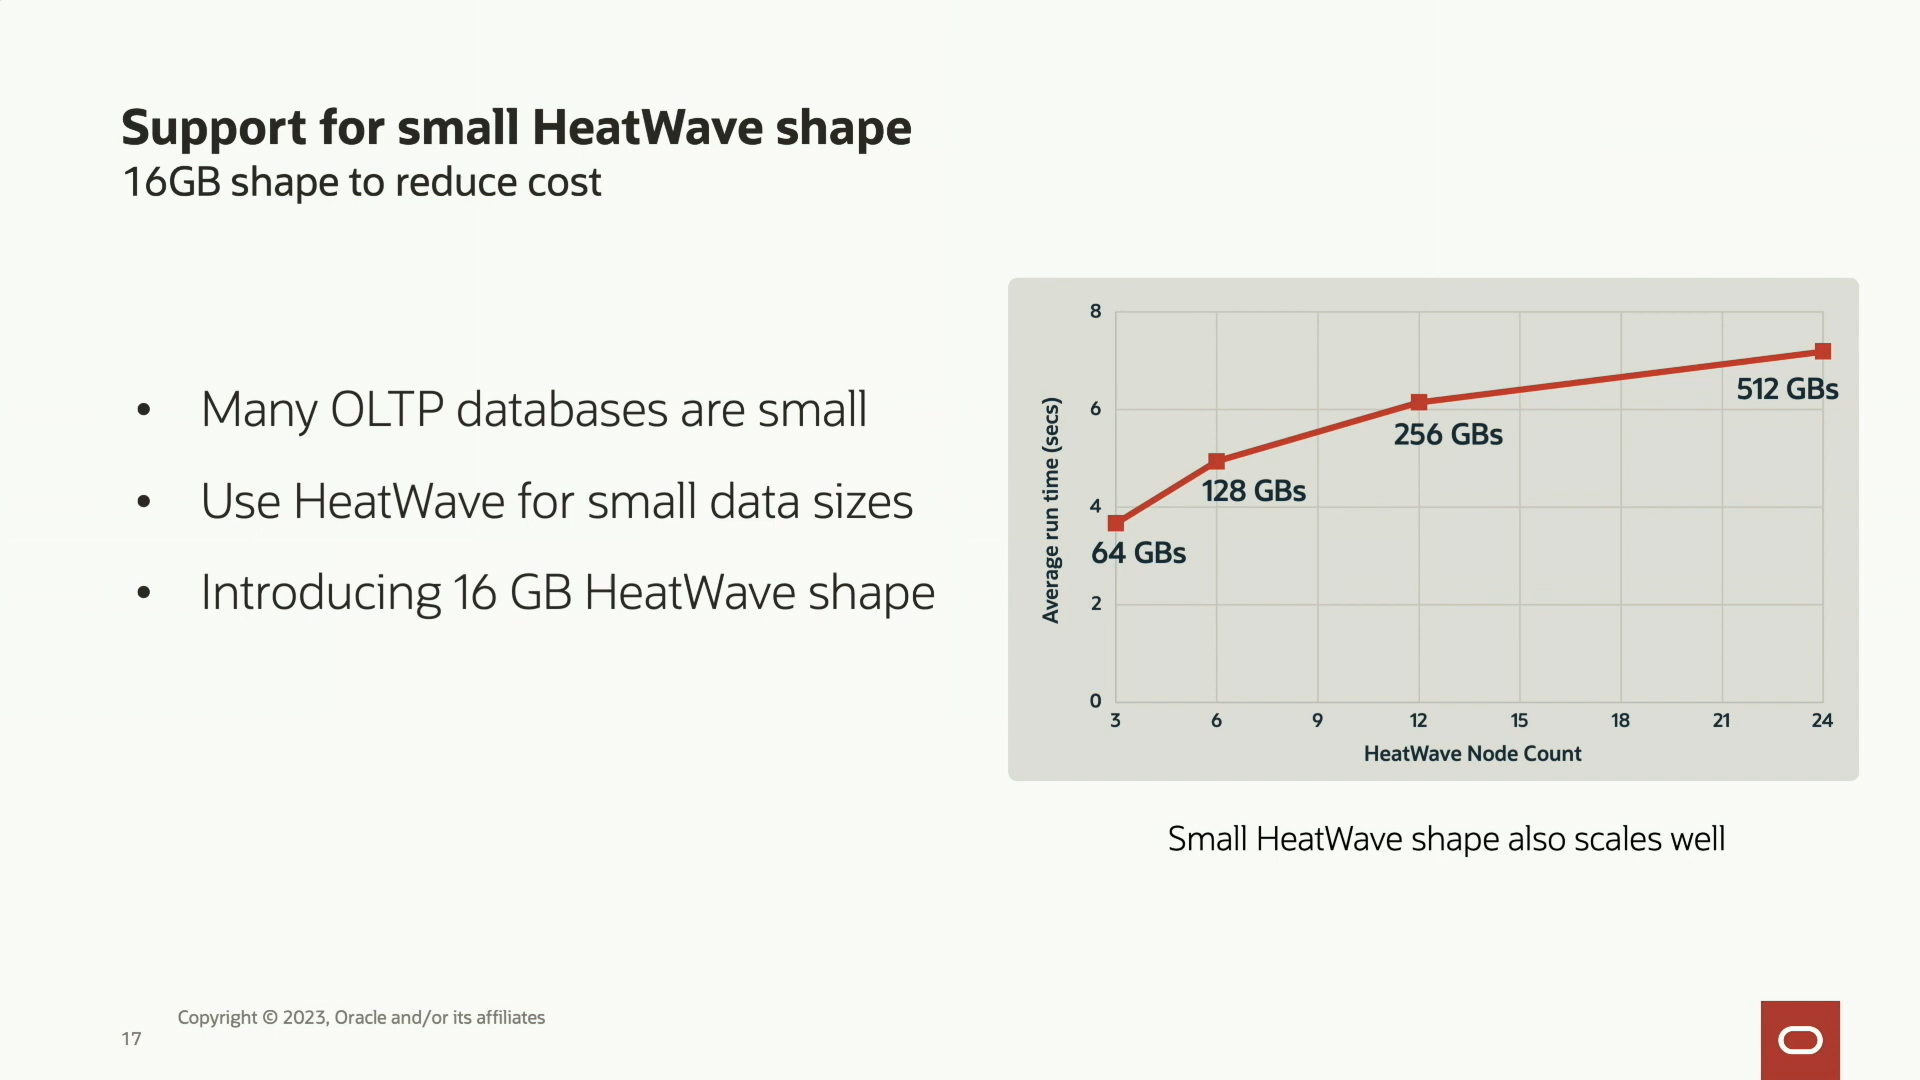 Support for small HeatWave shape
16GB shape to reduce cost
• Many OLTP databases are small
• Use HeatWave for small data sizes
• Introducing 16 GB HeatWave shape
8
6
4
2
0
Average run time (secs)
64 GBs
128 GBs
256 GBs
512 GBs
3 6 9 12 15 18 21 24
HeatWave Node Count
Small HeatWave shape also scales well
Copyright © 2023, Oracle and/or its affiliates
17